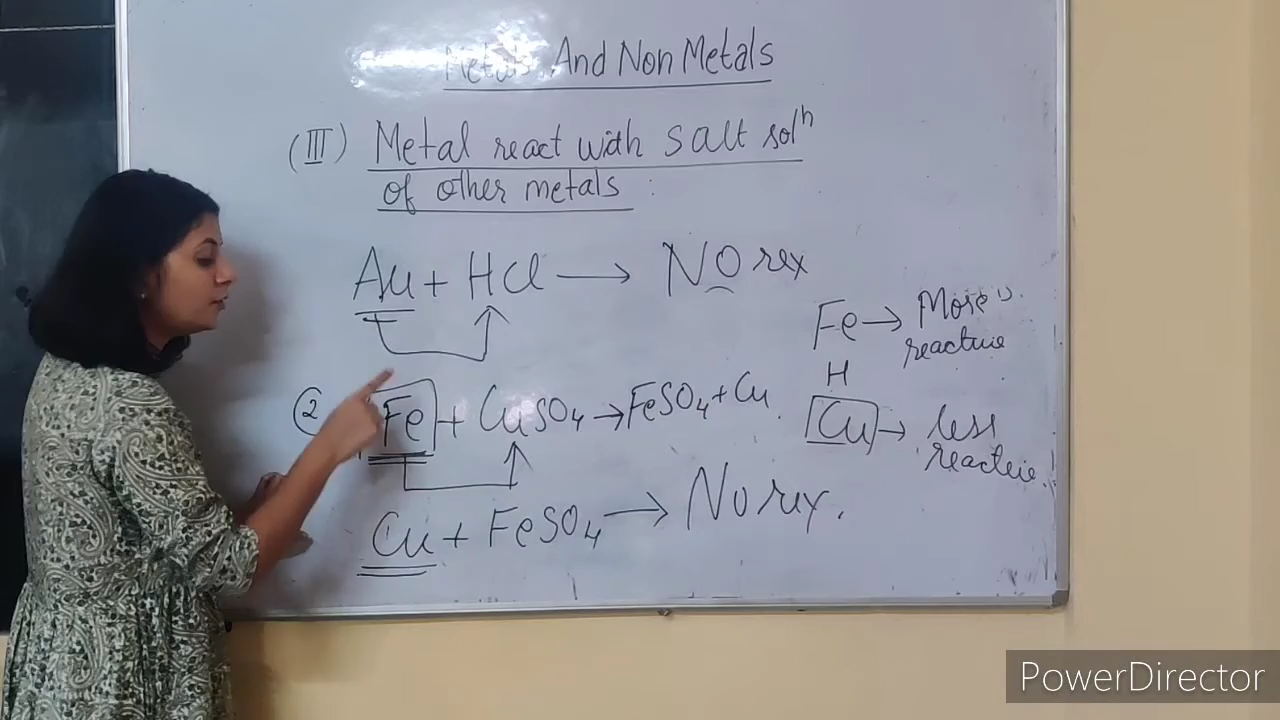 Metals And Non Metals
(III) Metal react with salt solⁿ
of other metals :
Au + HCl → NO rex
② Fe + CuSO₄ → FeSO₄ + Cu
Cu + FeSO₄ → No rex.
Fe → More
reactive
H
Cu → less
reactive.
PowerDirector